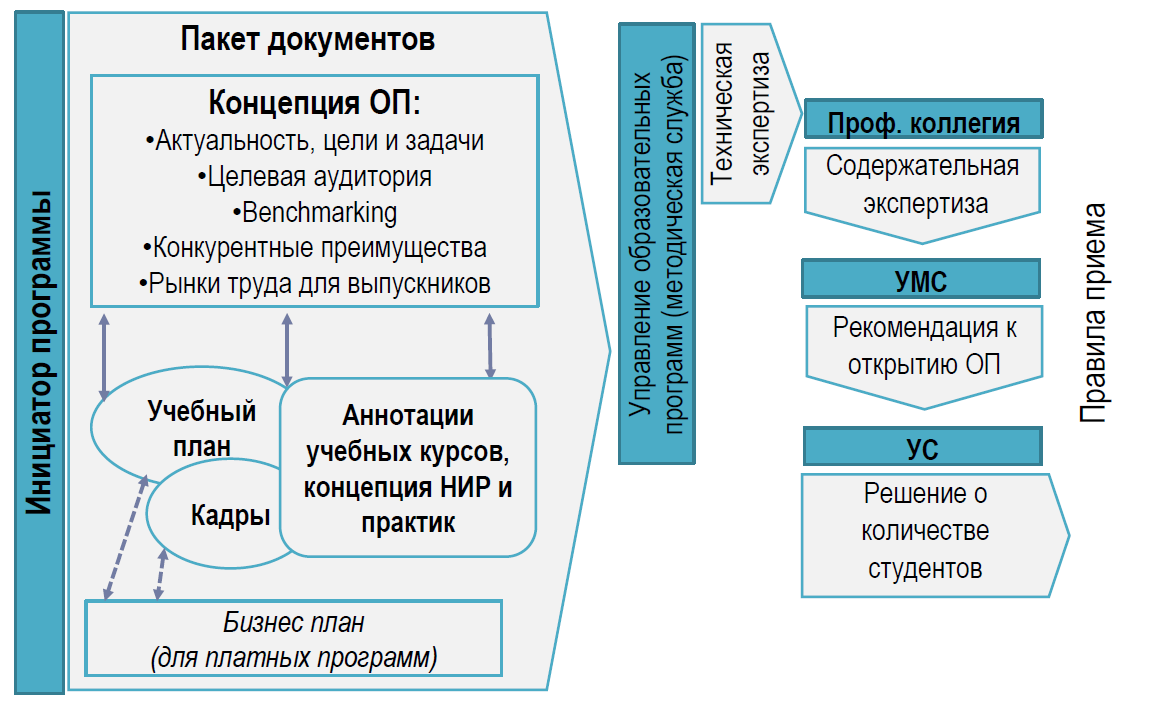 Инициатор программы
Пакет документов
Концепция ОП:
•Актуальность, цели и задачи
•Целевая аудитория
•Benchmarking
•Конкурентные преимущества
•Рынки труда для выпускников
Учебный
план
Кадры
Аннотации
учебных курсов,
концепция НИР и
практик
Бизнес план
(для платных программ)
Управление образовательных
программ (методическая служба)
Техническая
экспертиза
Проф. коллегия
Содержательная
экспертиза
УМС
Рекомендация к
открытию ОП
УС
Решение о
количестве
студентов
Правила приема